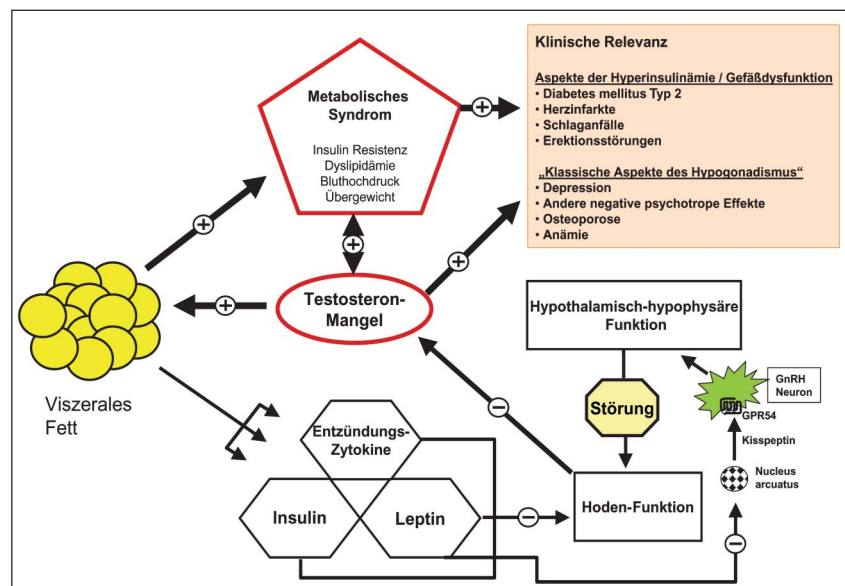 Klinische Relevanz
Aspekte der Hyperinsulinämie / Gefäßdysfunktion
• Diabetes mellitus Typ 2
• Herzinfarkte
• Schlaganfälle
• Erektionsstörungen
„Klassische Aspekte des Hypogonadismus“
• Depression
• Andere negative psychotrope Effekte
• Osteoporose
• Anämie
Metabolisches
Syndrom
Insulin Resistenz
Dyslipidämie
Bluthochdruck
Übergewicht
+
+
+
+
+
Testosteron-
Mangel
Viszerales
Fett
Hypothalamisch-hypophysäre
Funktion
GnRH
Neuron
GPR54
Störung
Kisspeptin
Nucleus
arcuatus
−
Entzündungs-
Zytokine
Insulin
Leptin
−
Hoden-Funktion
−